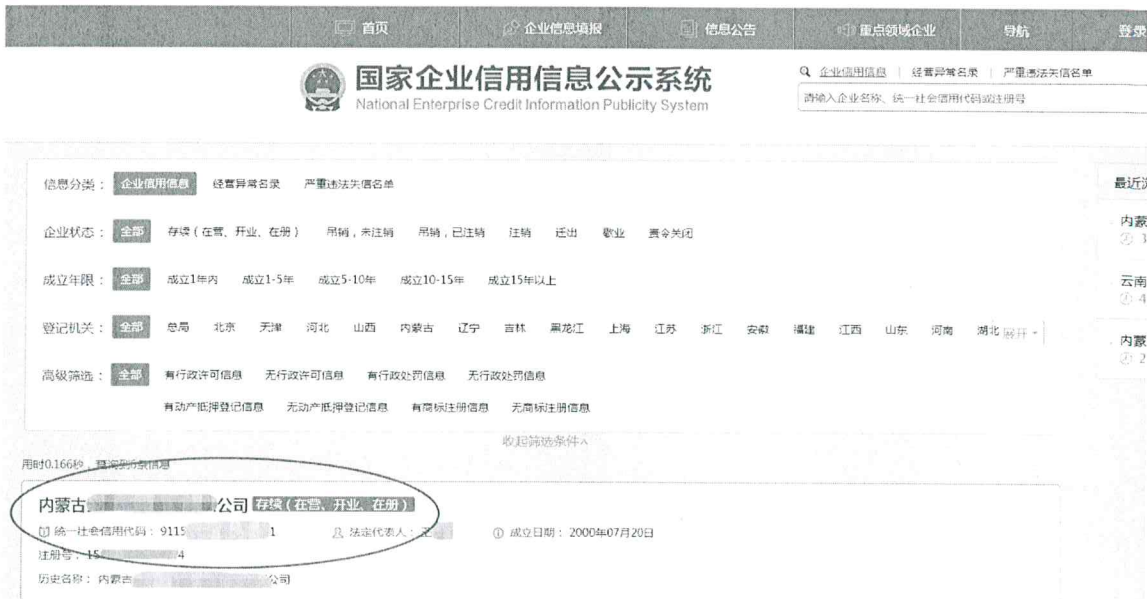 首页 企业信息填报 信息公告 重点领域企业 导航 登录
国家企业信用信息公示系统
National Enterprise Credit Information Publicity System
企业信用信息 | 经营异常名录 | 严重违法失信名单
请输入企业名称、统一社会信用代码或注册号
信息分类： 企业信用信息 经营异常名录 严重违法失信名单
企业状态： 全部 存续（在营、开业、在册） 吊销，未注销 吊销，已注销 注销 迁出 歇业 责令关闭
成立年限： 全部 成立1年内 成立1-5年 成立5-10年 成立10-15年 成立15年以上
登记机关： 全部 总局 北京 天津 河北 山西 内蒙古 辽宁 吉林 黑龙江 上海 江苏 浙江 安徽 福建 江西 山东 河南 湖北 展开
高级筛选： 全部 有行政许可信息 无行政许可信息 有行政处罚信息 无行政处罚信息
有动产抵押登记信息 无动产抵押登记信息 有商标注册信息 无商标注册信息
收起筛选条件
用时0.166秒，查询到6条信息
内蒙古 公司 存续（在营、开业、在册）
统一社会信用代码：9115 1 法定代表人： 成立日期：2000年07月20日
注册号：15 4
历史名称：内蒙古 公司
最近
内蒙
云南
4
内蒙
2